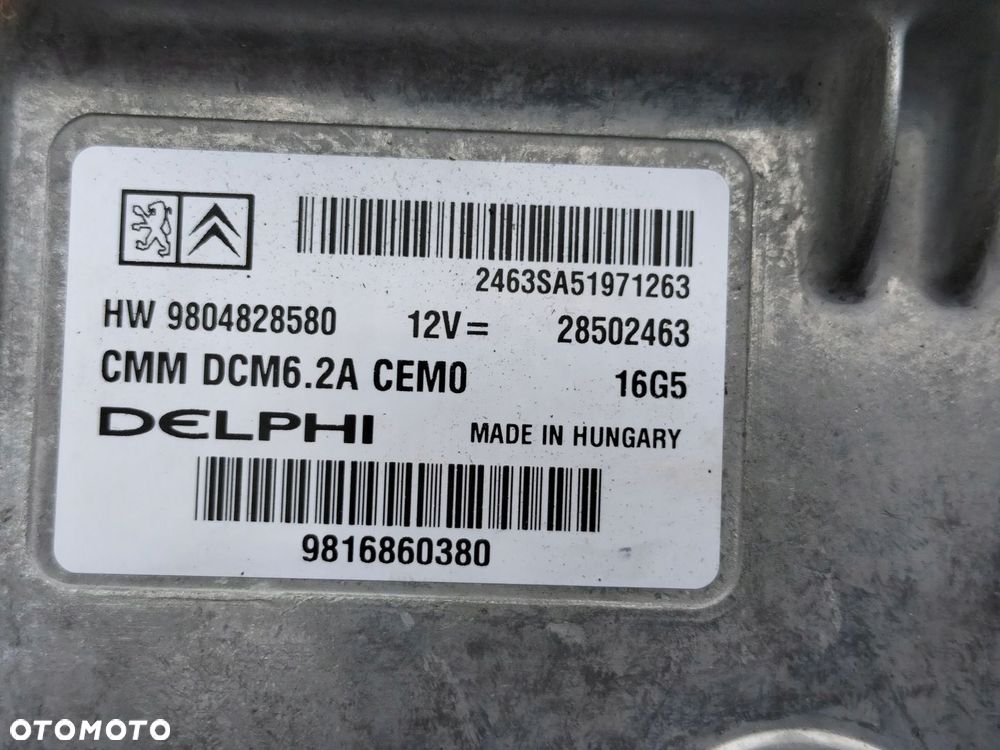 2463SA51971263
HW 9804828580 12V= 28502463
CMM DCM6.2A CEM0 16G5
DELPHI MADE IN HUNGARY
9816860380
OTOMOTO